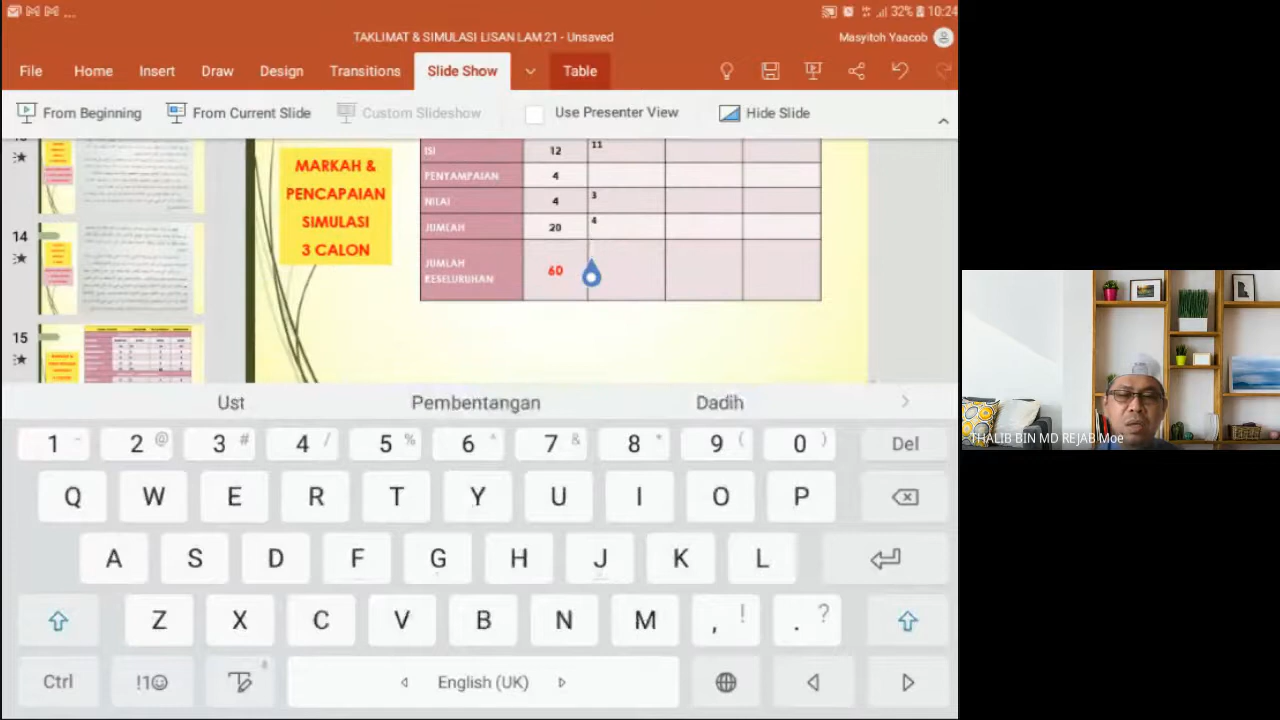 32% 10:24
TAKLIMAT & SIMULASI LISAN LAM 21 - Unsaved
Masyitoh Yaacob
File Home Insert Draw Design Transitions Slide Show Table
From Beginning From Current Slide Custom Slideshow Use Presenter View Hide Slide
MARKAH &
PENCAPAIAN
SIMULASI
3 CALON
ISI 12 11
PENYAMPAIAN 4
NILAI 4 3
JUMLAH 20 4
JUMLAH
KESELURUHAN 60
14
15
Ust Pembentangan Dadih
1 - 2 @ 3 # 4 / 5 % 6 ^ 7 & 8 * 9 ( 0 ) Del
Q W E R T Y U I O P
A S D F G H J K L
Z X C V B N M , ! . ?
Ctrl !1☺ English (UK)
THALIB BIN MD REJAB Moe